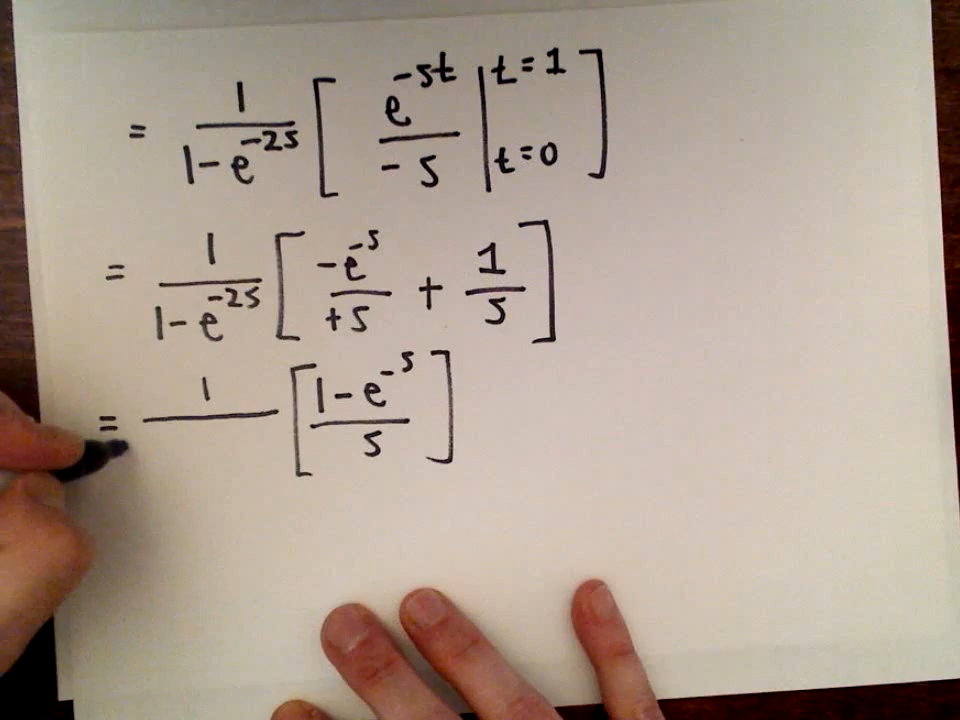 = 1/(1-e^{-2s}) [ e^{-st}/-s |_{t=0}^{t=1} ]
= 1/(1-e^{-2s}) [ -e^{-s}/+s + 1/s ]
= 1/ [ (1-e^{-s})/s ]